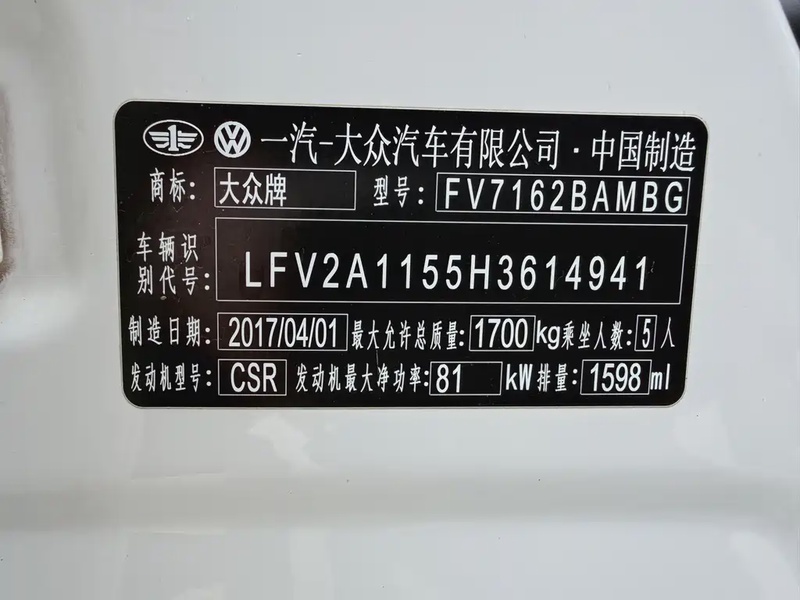 一汽-大众汽车有限公司·中国制造
商标: 大众牌 型号: FV7162BAMBG
车辆识别代号: LFV2A1155H3614941
制造日期: 2017/04/01 最大允许总质量: 1700 kg 乘坐人数: 5 人
发动机型号: CSR 发动机最大净功率: 81 kW 排量: 1598 ml